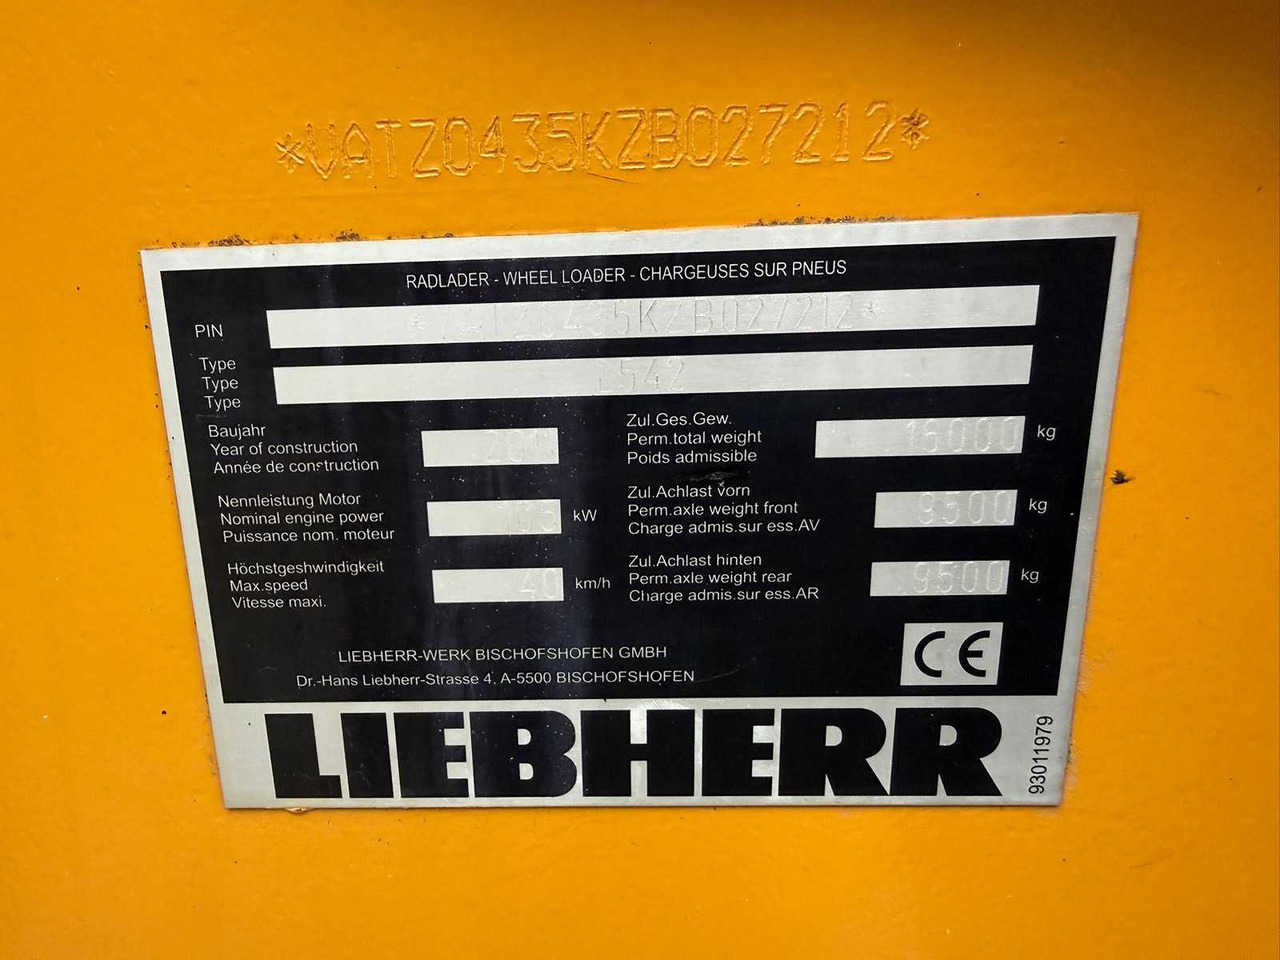 *VATZ0435KZB027212*
RADLADER - WHEEL LOADER - CHARGEUSES SUR PNEUS
PIN *VATZ0435KZB027212*
Type
Type L542
Type
Baujahr
Year of construction
Année de construction
Zul.Ges.Gew.
Perm.total weight 16000 kg
Poids admissible
Nennleistung Motor
Nominal engine power 105 kW
Puissance nom. moteur
Zul.Achlast vorn
Perm.axle weight front 9500 kg
Charge admis.sur ess.AV
Höchstgeshwindigkeit
Max.speed 40 km/h
Vitesse maxi.
Zul.Achlast hinten
Perm.axle weight rear 9500 kg
Charge admis.sur ess.AR
LIEBHERR-WERK BISCHOFSHOFEN GMBH
Dr.-Hans Liebherr-Strasse 4, A-5500 BISCHOFSHOFEN
CE
LIEBHERR
93011979